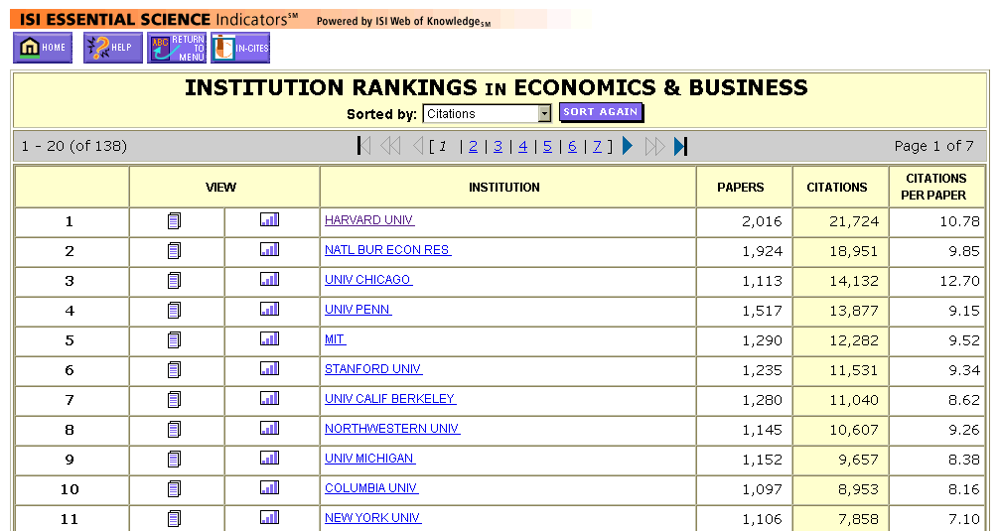 ISI ESSENTIAL SCIENCE Indicators℠ Powered by ISI Web of Knowledge℠
HOME HELP RETURN TO MENU IN-CITES
INSTITUTION RANKINGS IN ECONOMICS & BUSINESS
Sorted by: Citations SORT AGAIN
1 - 20 (of 138) [ 1 | 2 | 3 | 4 | 5 | 6 | 7 ] Page 1 of 7
VIEW INSTITUTION PAPERS CITATIONS CITATIONS PER PAPER
1 HARVARD UNIV 2,016 21,724 10.78
2 NATL BUR ECON RES 1,924 18,951 9.85
3 UNIV CHICAGO 1,113 14,132 12.70
4 UNIV PENN 1,517 13,877 9.15
5 MIT 1,290 12,282 9.52
6 STANFORD UNIV 1,235 11,531 9.34
7 UNIV CALIF BERKELEY 1,280 11,040 8.62
8 NORTHWESTERN UNIV 1,145 10,607 9.26
9 UNIV MICHIGAN 1,152 9,657 8.38
10 COLUMBIA UNIV 1,097 8,953 8.16
11 NEW YORK UNIV 1,106 7,858 7.10